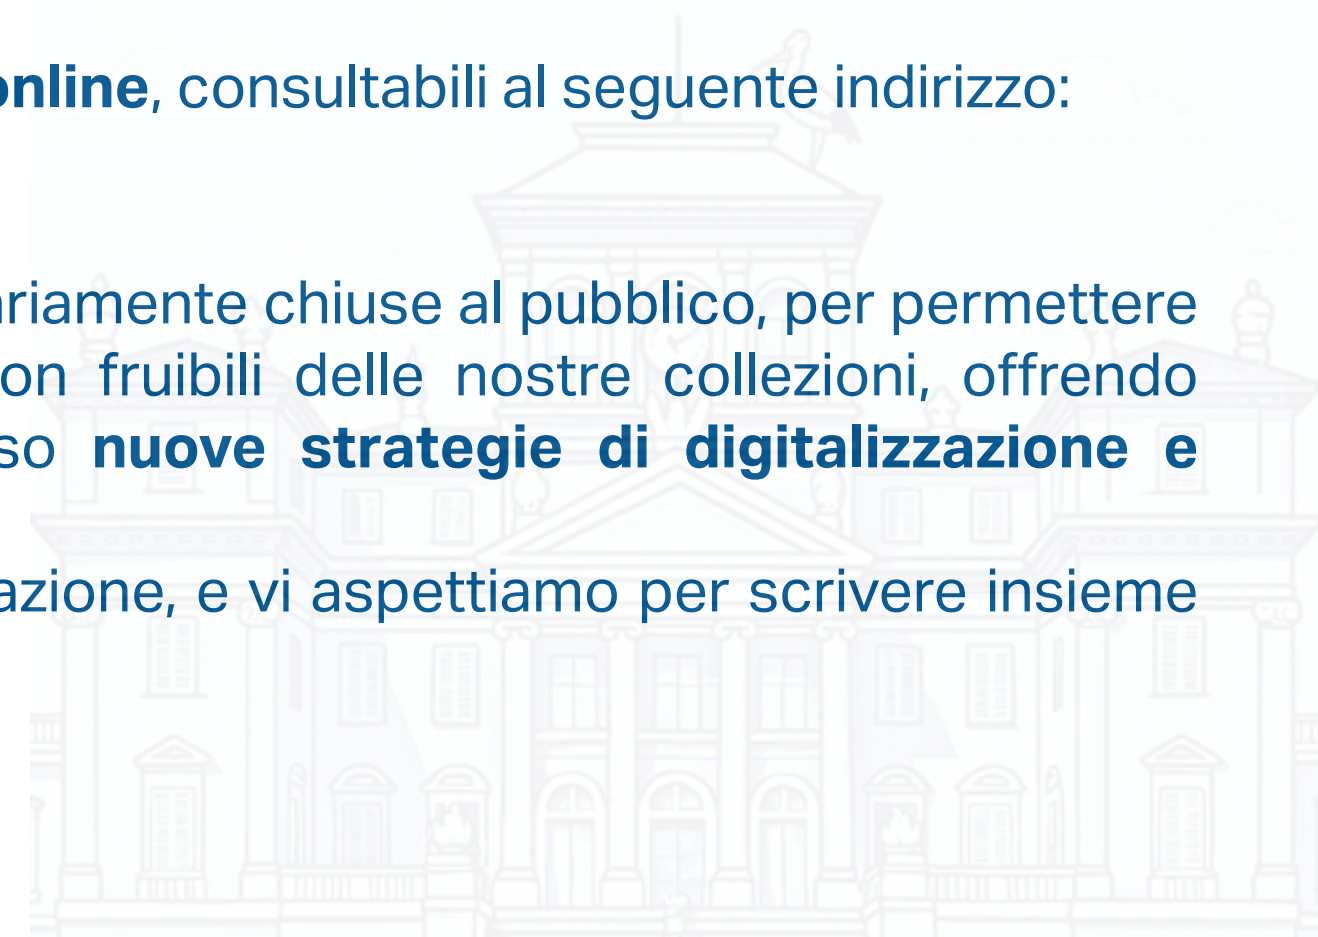 online, consultabili al seguente indirizzo:
ariamente chiuse al pubblico, per permettere
on fruibili delle nostre collezioni, offrendo
so nuove strategie di digitalizzazione e
azione, e vi aspettiamo per scrivere insieme